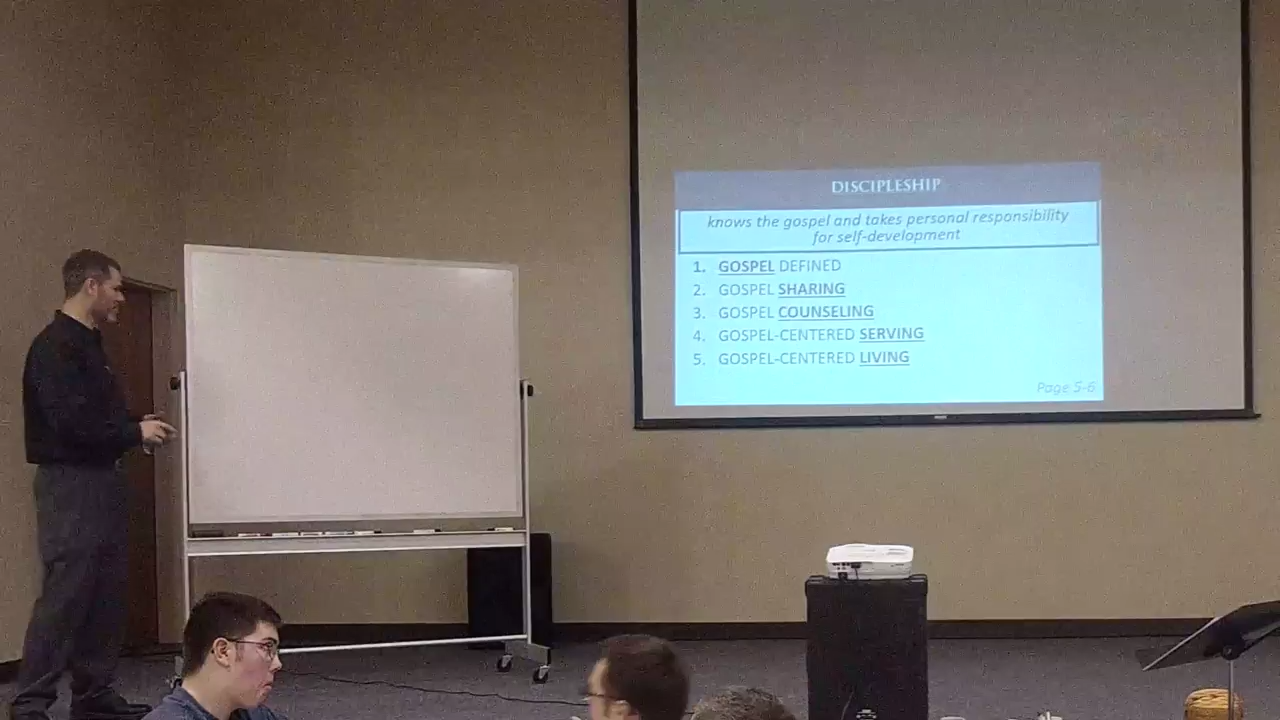 DISCIPLESHIP
knows the gospel and takes personal responsibility
for self-development
1. GOSPEL DEFINED
2. GOSPEL SHARING
3. GOSPEL COUNSELING
4. GOSPEL-CENTERED SERVING
5. GOSPEL-CENTERED LIVING
Page 5-6